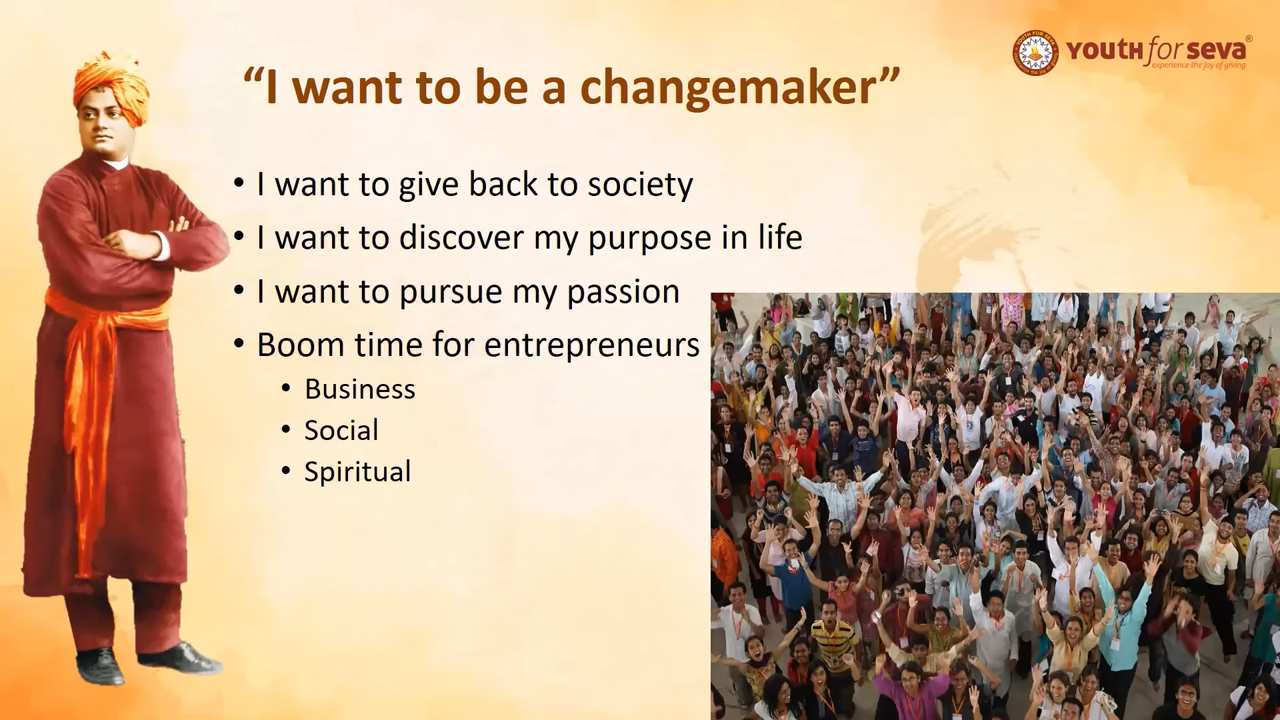 YOUTH for SEVA®
experience the joy of giving
“I want to be a changemaker”
• I want to give back to society
• I want to discover my purpose in life
• I want to pursue my passion
• Boom time for entrepreneurs
• Business
• Social
• Spiritual